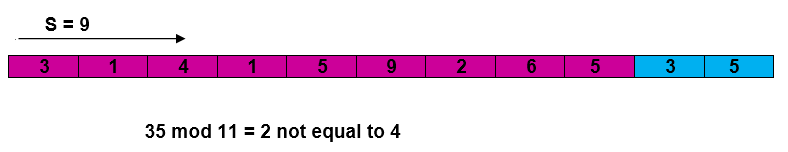 S = 9
3 1 4 1 5 9 2 6 5 3 5
35 mod 11 = 2 not equal to 4